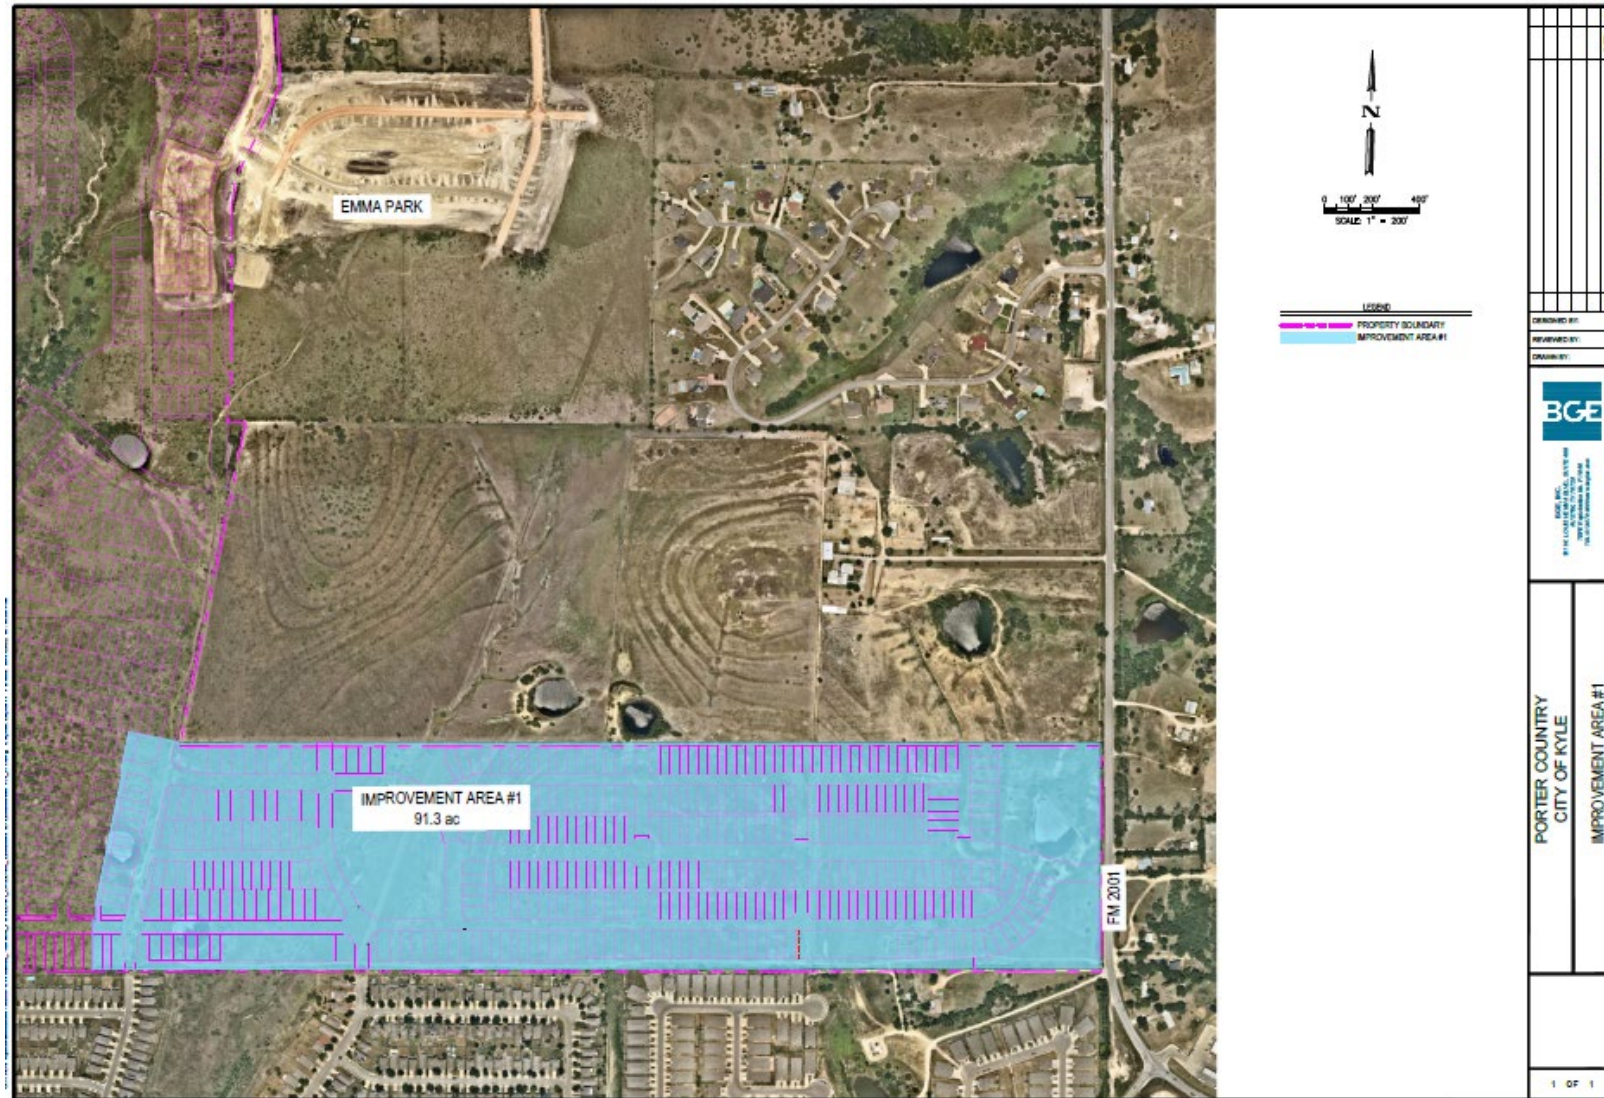 EMMA PARK
IMPROVEMENT AREA #1
91.3 ac
FM 2001
N
0 100' 200' 400'
SCALE: 1" = 200'
LEGEND
PROPERTY BOUNDARY
IMPROVEMENT AREA #1
DESIGNED BY:
REVIEWED BY:
DRAWN BY:
BGE
BGE, INC.
PORTER COUNTRY
CITY OF KYLE
IMPROVEMENT AREA #1
1 OF 1